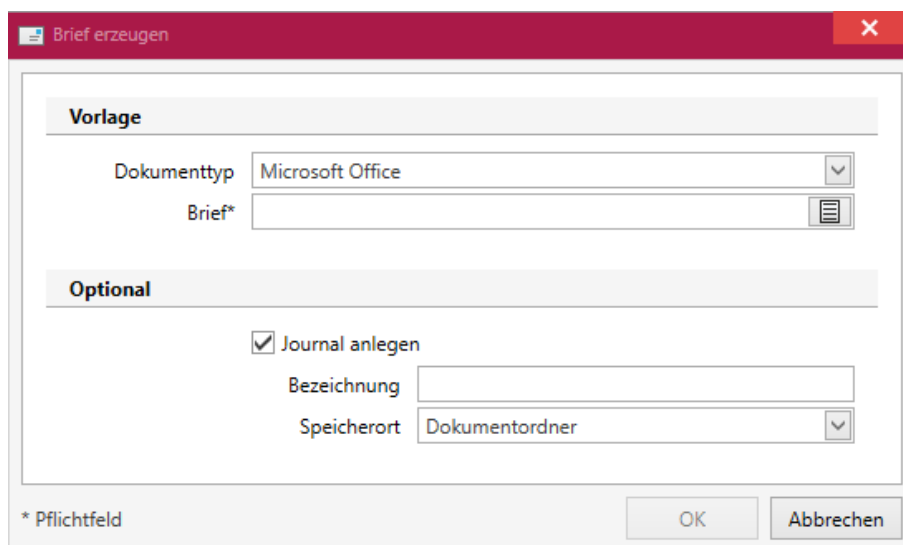 Brief erzeugen
Vorlage
Dokumenttyp Microsoft Office
Brief*
Optional
Journal anlegen
Bezeichnung
Speicherort Dokumentordner
* Pflichtfeld OK Abbrechen